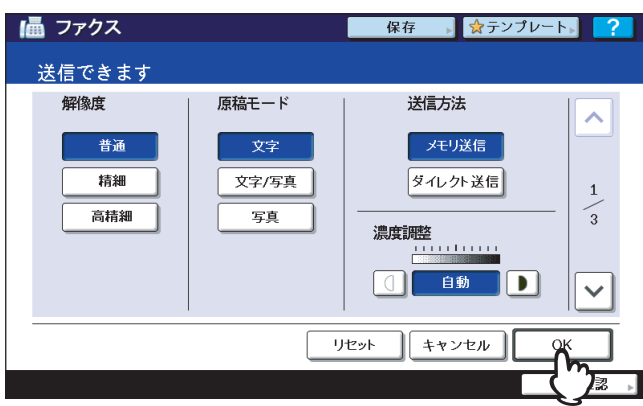 ファクス
保存
テンプレート
?
送信できます
解像度
原稿モード
送信方法
普通
文字
メモリ送信
精細
文字/写真
ダイレクト送信
高精細
写真
1
3
濃度調整
自動
リセット
キャンセル
OK
認